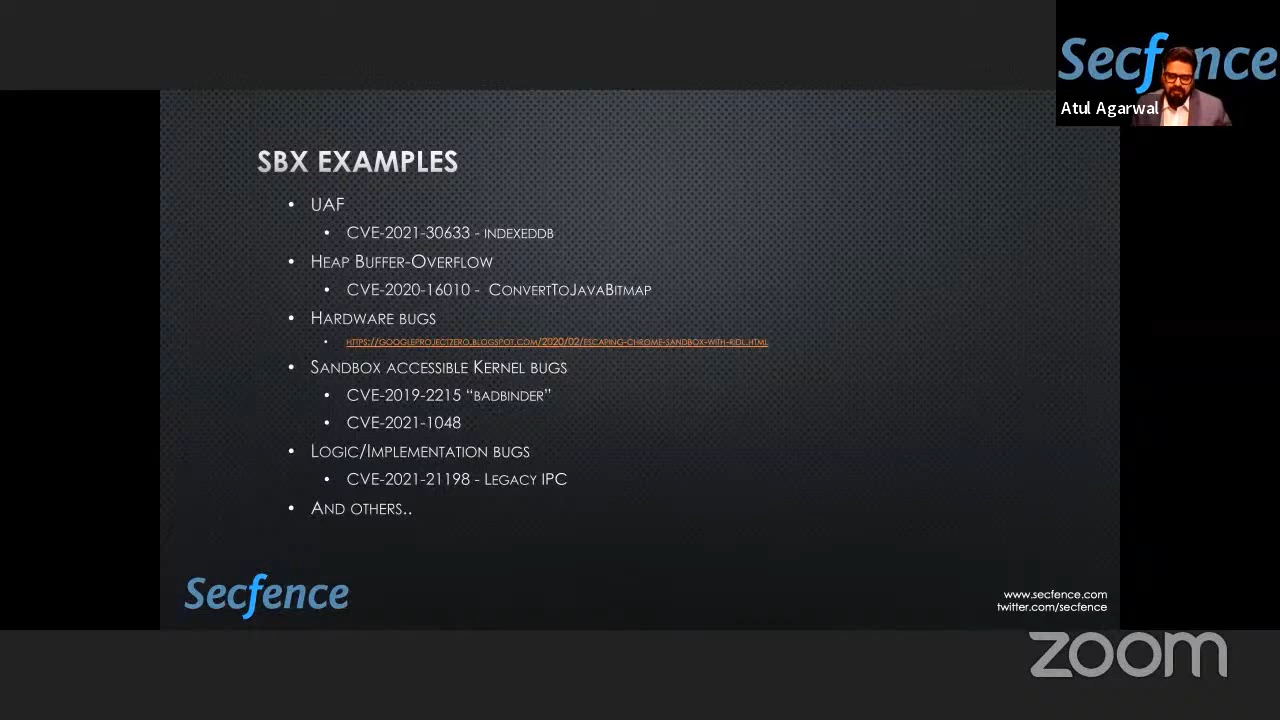 Secfence
Atul Agarwal
SBX EXAMPLES
• UAF
• CVE-2021-30633 - INDEXEDDB
• HEAP BUFFER-OVERFLOW
• CVE-2020-16010 - CONVERTTOJAVABITMAP
• HARDWARE BUGS
• HTTPS://GOOGLEPROJECTZERO.BLOGSPOT.COM/2020/02/ESCAPING-CHROME-SANDBOX-WITH-RIDL.HTML
• SANDBOX ACCESSIBLE KERNEL BUGS
• CVE-2019-2215 “BADBINDER”
• CVE-2021-1048
• LOGIC/IMPLEMENTATION BUGS
• CVE-2021-21198 - LEGACY IPC
• AND OTHERS..
Secfence
www.secfence.com
twitter.com/secfence
zoom